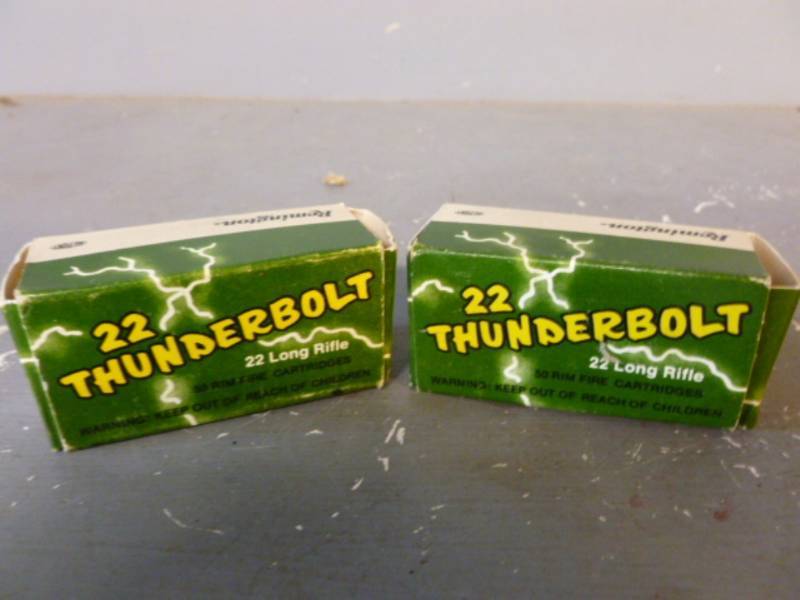 Remington
22
THUNDERBOLT
22 Long Rifle
50 RIM FIRE CARTRIDGES
WARNING: KEEP OUT OF REACH OF CHILDREN
Remington
22
THUNDERBOLT
22 Long Rifle
50 RIM FIRE CARTRIDGES
WARNING: KEEP OUT OF REACH OF CHILDREN